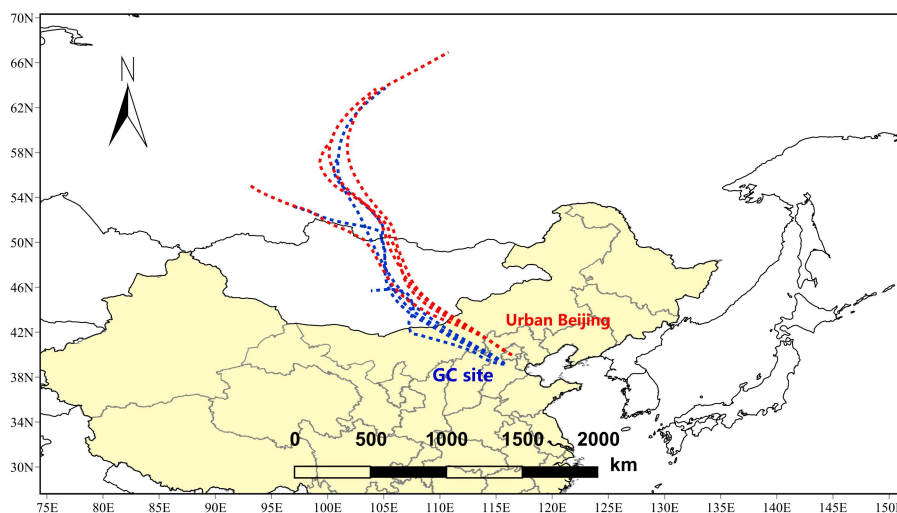 70N
66N
62N
58N
54N
50N
46N
42N
38N
34N
30N
N
Urban Beijing
GC site
0 500 1000 1500 2000
km
75E 80E 85E 90E 95E 100E 105E 110E 115E 120E 125E 130E 135E 140E 145E 150E